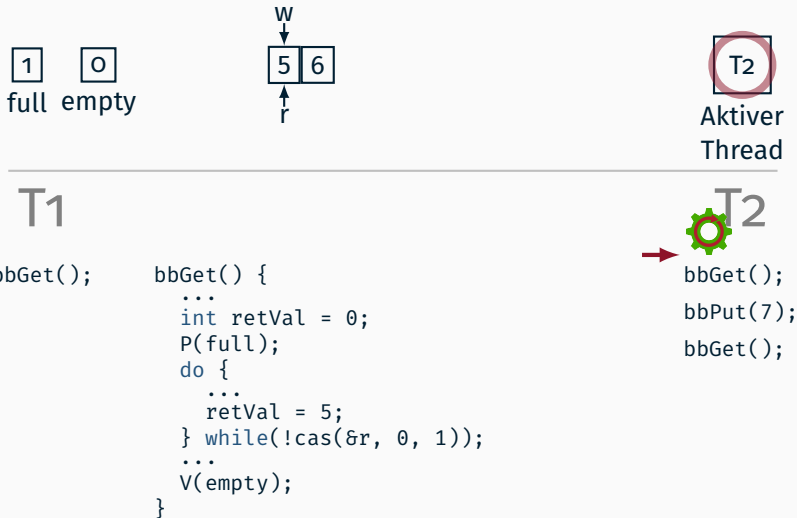 w
1 0 5 6 T2
full empty
r
Aktiver
Thread
T1
T2
bbGet();
bbGet() {
...
int retVal = 0;
P(full);
do {
...
retVal = 5;
} while(!cas(&r, 0, 1));
...
V(empty);
}
bbGet();
bbPut(7);
bbGet();